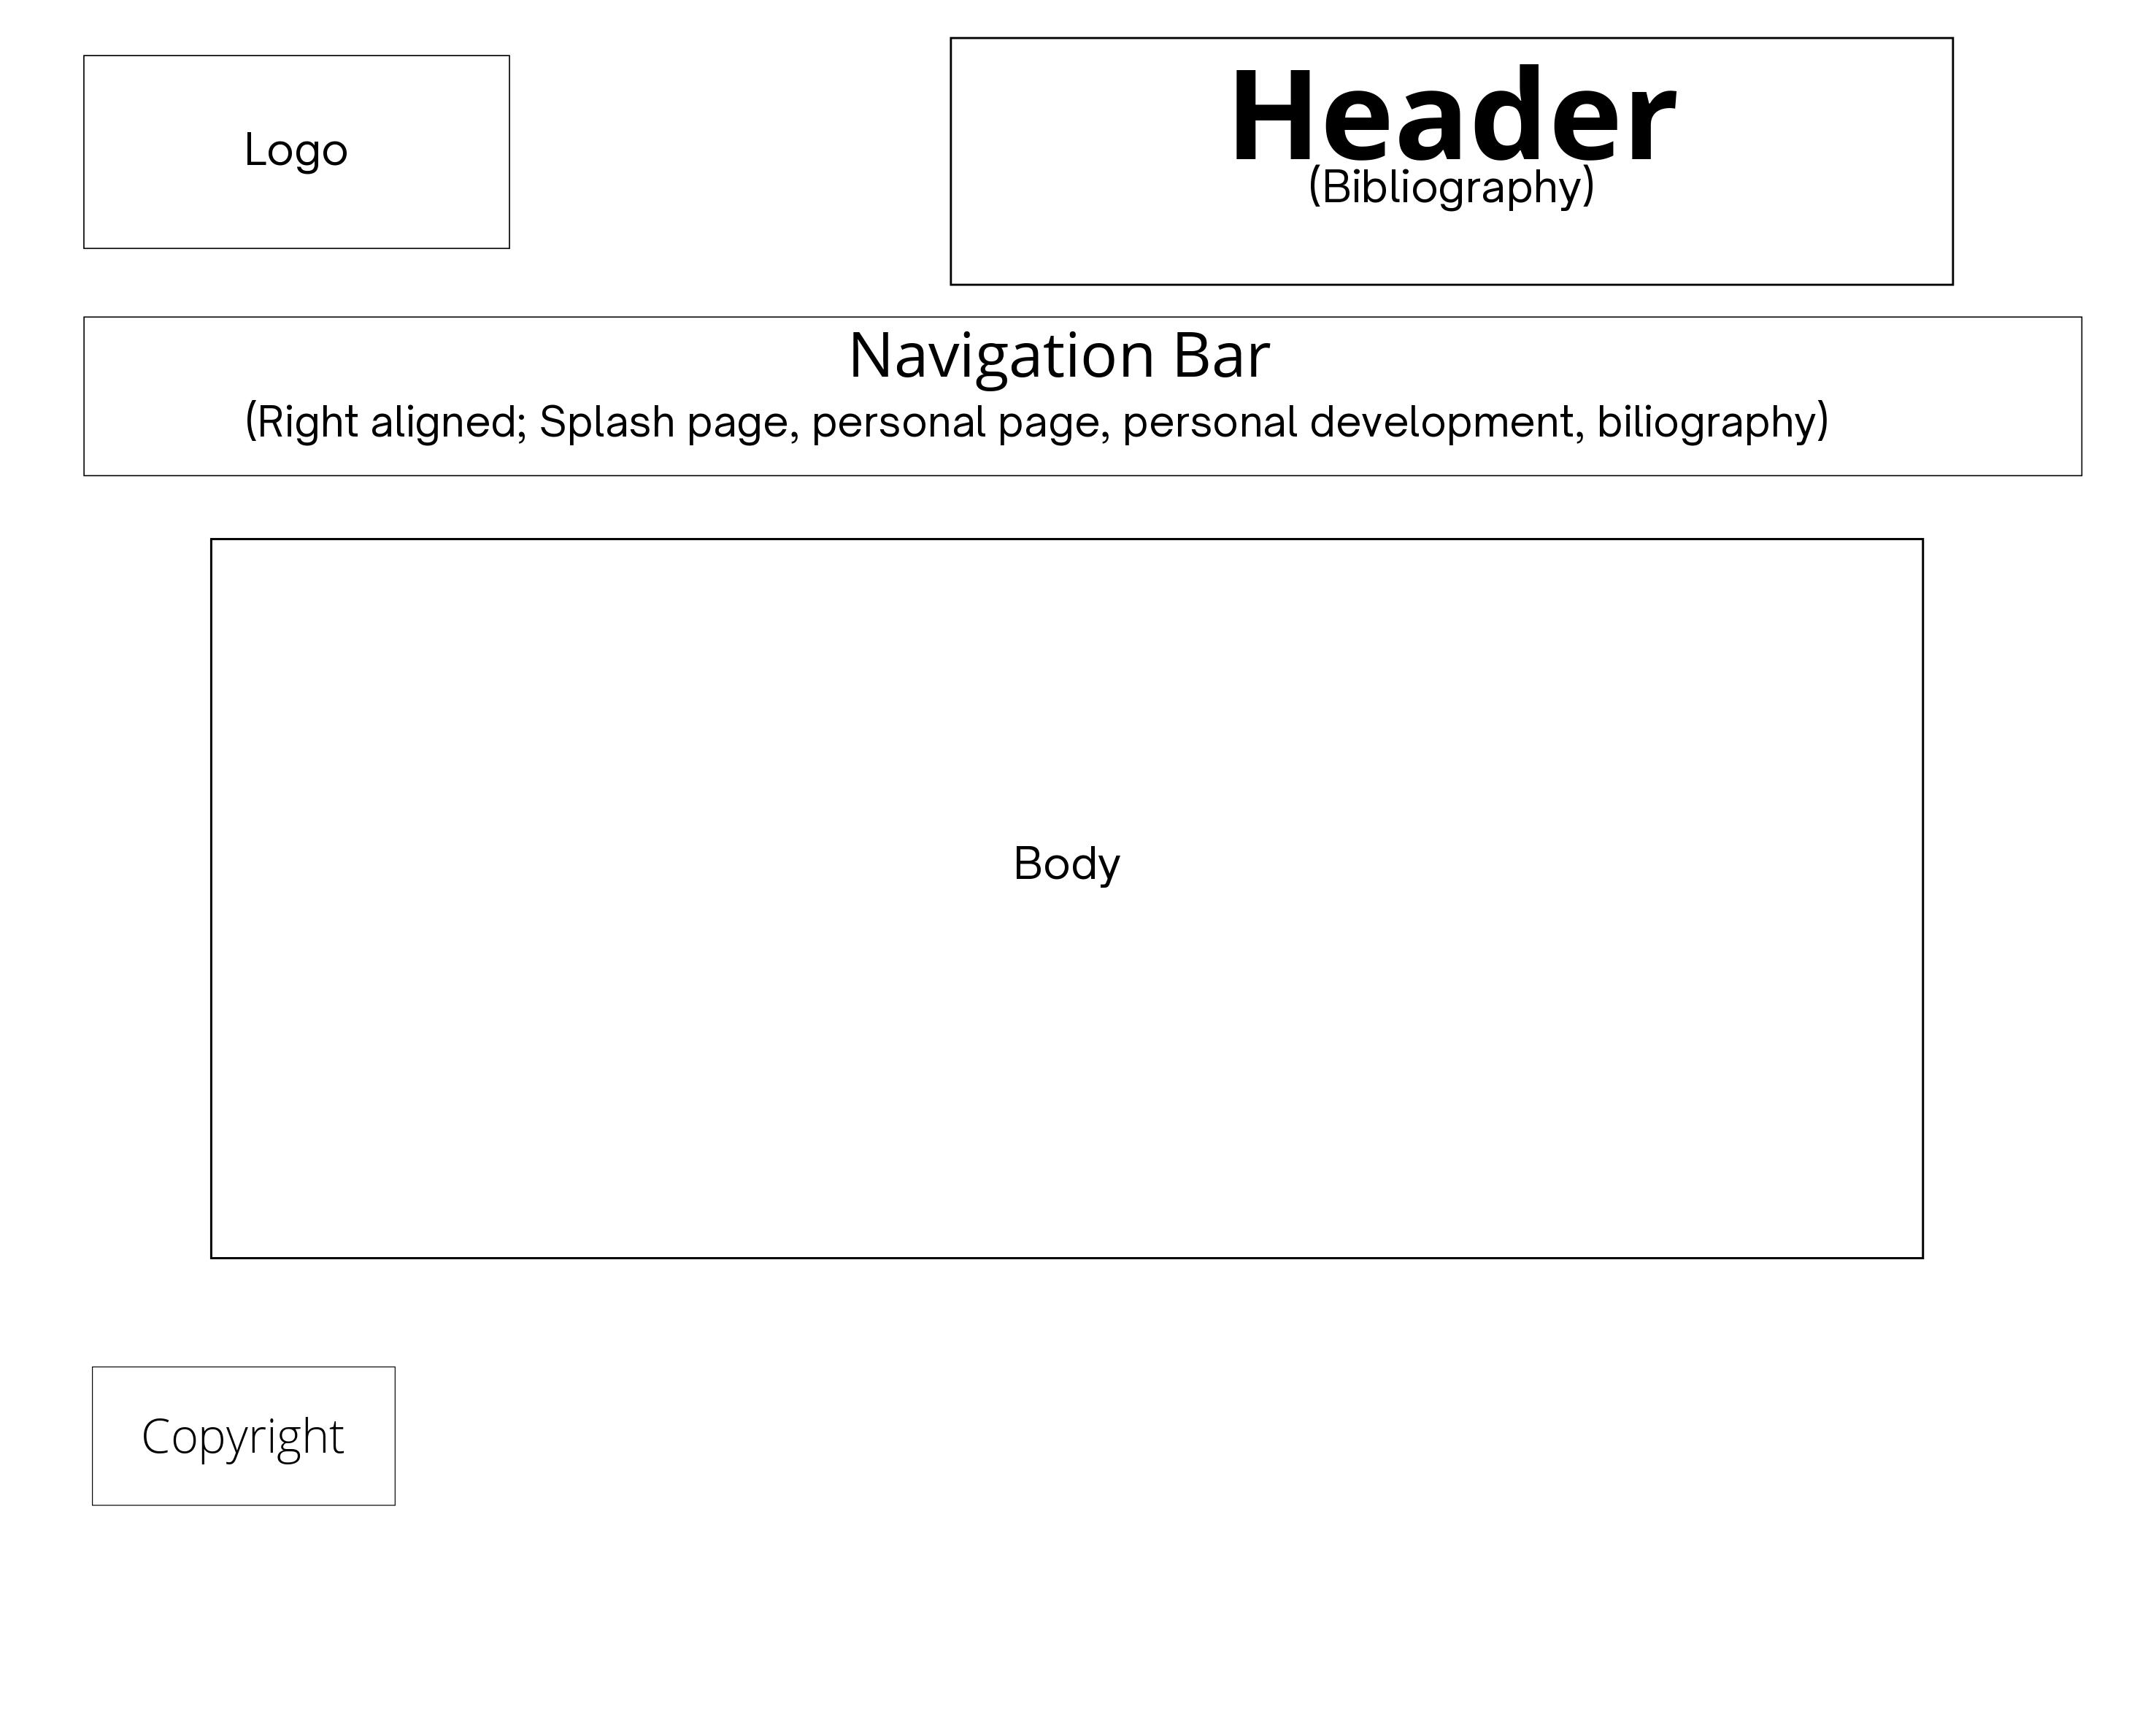 Logo
Header
(Bibliography)
Navigation Bar
(Right aligned; Splash page, personal page, personal development, biliography)
Body
Copyright